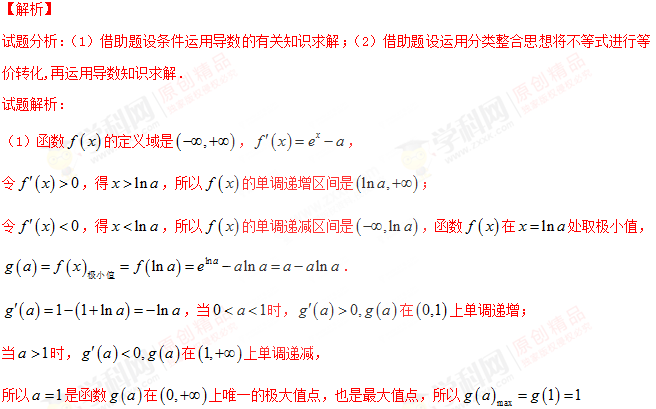 【解析】
试题分析:(1)借助题设条件运用导数的有关知识求解;(2)借助题设运用分类整合思想将不等式进行等
价转化,再运用导数知识求解.
试题解析:
(1)函数 f(x) 的定义域是 (−∞,+∞), f′(x)=eˣ−a,
令 f′(x)>0,得 x>ln a,所以 f(x) 的单调递增区间是 (ln a,+∞);
令 f′(x)<0,得 x<ln a,所以 f(x) 的单调递减区间是 (−∞,ln a),函数 f(x) 在 x=ln a 处取极小值,
g(a)=f(x)极小值=f(ln a)=e^{ln a}−a ln a=a−a ln a.
g′(a)=1−(1+ln a)=−ln a,当 0<a<1时, g′(a)>0,g(a) 在 (0,1) 上单调递增;
当 a>1 时, g′(a)<0,g(a) 在 (1,+∞) 上单调递减,
所以 a=1 是函数 g(a) 在 (0,+∞) 上唯一的极大值点,也是最大值点,所以 g(a)max=g(1)=1